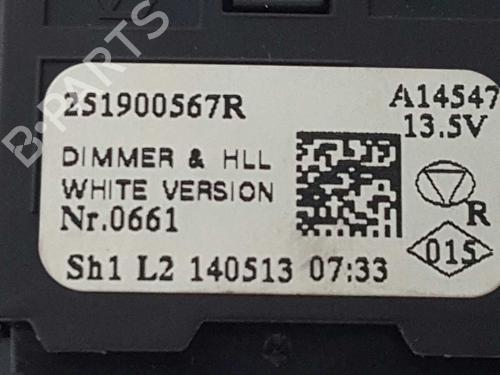 251900567R
A14547
13.5V
DIMMER & HLL
WHITE VERSION
Nr.0661
R
015
Sh1 L2 140513 07:33
B-PARTS